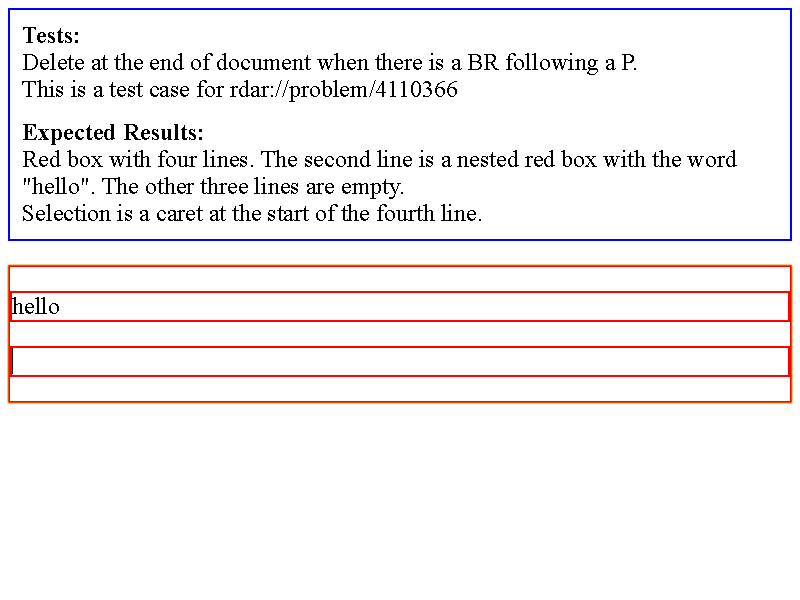 Tests:
Delete at the end of document when there is a BR following a P.
This is a test case for rdar://problem/4110366
Expected Results:
Red box with four lines. The second line is a nested red box with the word
"hello". The other three lines are empty.
Selection is a caret at the start of the fourth line.
hello